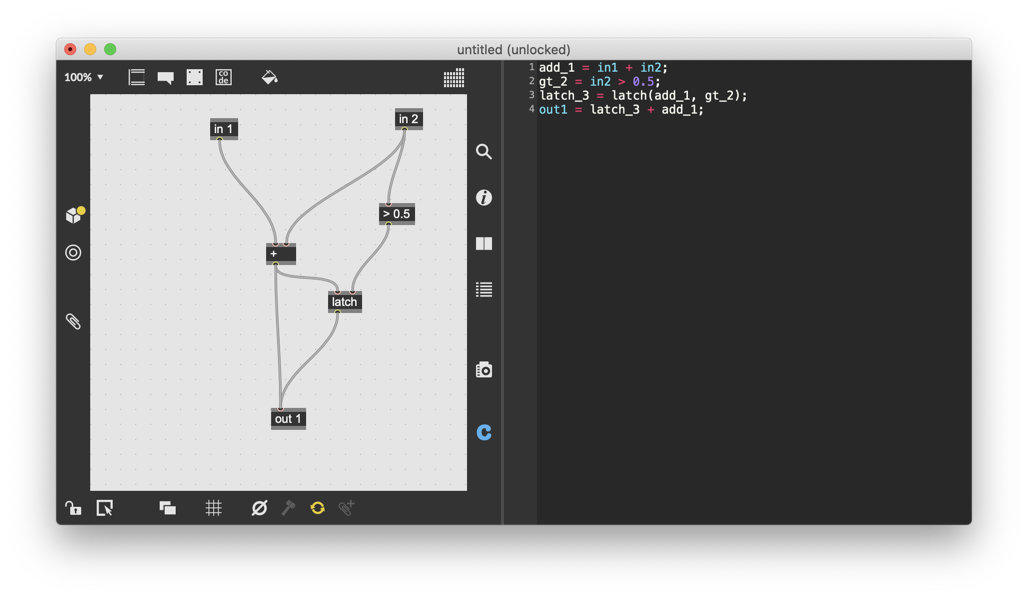 untitled (unlocked)
100%
co
de
in 1
in 2
> 0.5
+
latch
out 1
1 add_1 = in1 + in2;
2 gt_2 = in2 > 0.5;
3 latch_3 = latch(add_1, gt_2);
4 out1 = latch_3 + add_1;